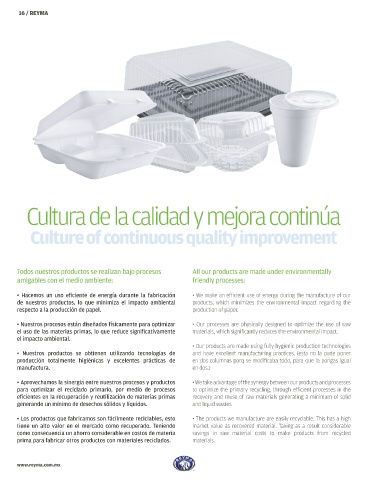 16 / REYMA
Cultura de la calidad y mejora continúa
Culture of continuous quality improvement
Todos nuestros productos se realizan bajo procesos
amigables con el medio ambiente:
• Hacemos un uso eficiente de energía durante la fabricación
de nuestros productos, lo que minimiza el impacto ambiental
respecto a la producción de papel.
• Nuestros procesos están diseñados físicamente para optimizar
el uso de las materias primas, lo que reduce significativamente
el impacto ambiental.
• Nuestros productos se obtienen utilizando tecnologías de
producción totalmente higiénicas y excelentes prácticas de
manufactura.
• Aprovechamos la sinergia entre nuestros procesos y productos
para optimizar el reciclado primario, por medio de procesos
eficientes en la recuperación y reutilización de materias primas
generando un mínimo de desechos sólidos y líquidos.
• Los productos que fabricamos son fácilmente reciclables, esto
tiene un alto valor en el mercado como recuperado. Teniendo
como consecuencia un ahorro considerable en costos de materia
prima para fabricar otros productos con materiales reciclados.
All our products are made under environmentally
friendly processes:
• We make an efficient use of energy during the manufacture of our
products, which minimizes the environmental impact regarding the
production of paper.
• Our processes are physically designed to optimize the use of raw
materials, which significantly reduces the environmental impact.
• Our products are made using fully hygienic production technologies
and have excellent manufacturing practices. (esto no la pude poner
en dos columnas porq se modificaba todo, para que la pongas igual
en dos.)
• We take advantage of the synergy between our products and processes
to optimize the primary recycling, through efficient processes in the
recovery and reuse of raw materials generating a minimum of solid
and liquid wastes.
• The products we manufacture are easily recyclable. This has a high
market value as recovered material. Taking as a result considerable
savings in raw material costs to make products from recycled
materials.
www.reyma.com.mx
REYMA